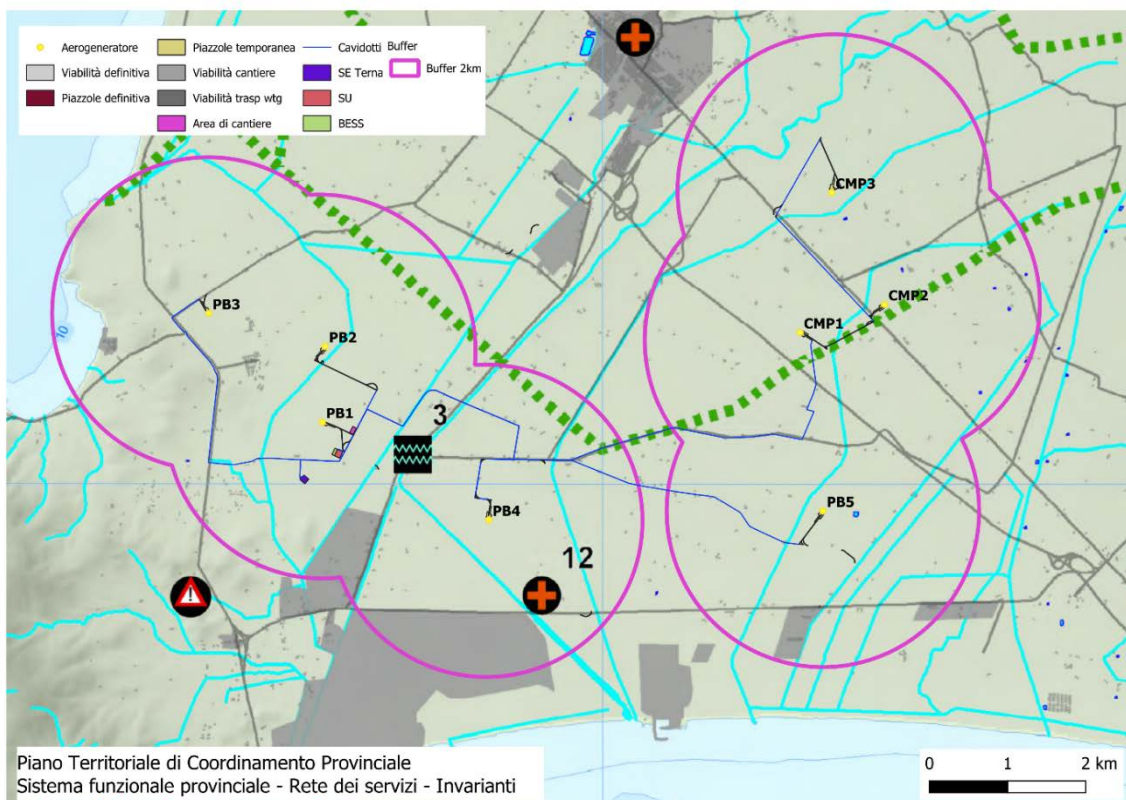 Aerogeneratore
Viabilità definitiva
Piazzole definitiva
Piazzole temporanea
Viabilità cantiere
Viabilità trasp wtg
Area di cantiere
Cavidotti
SE Terna
SU
BESS
Buffer
Buffer 2km
CMP3
PB3
CMP2
CMP1
PB2
PB1
3
10
PB5
PB4
12
Piano Territoriale di Coordinamento Provinciale
Sistema funzionale provinciale - Rete dei servizi - Invarianti
0 1 2 km